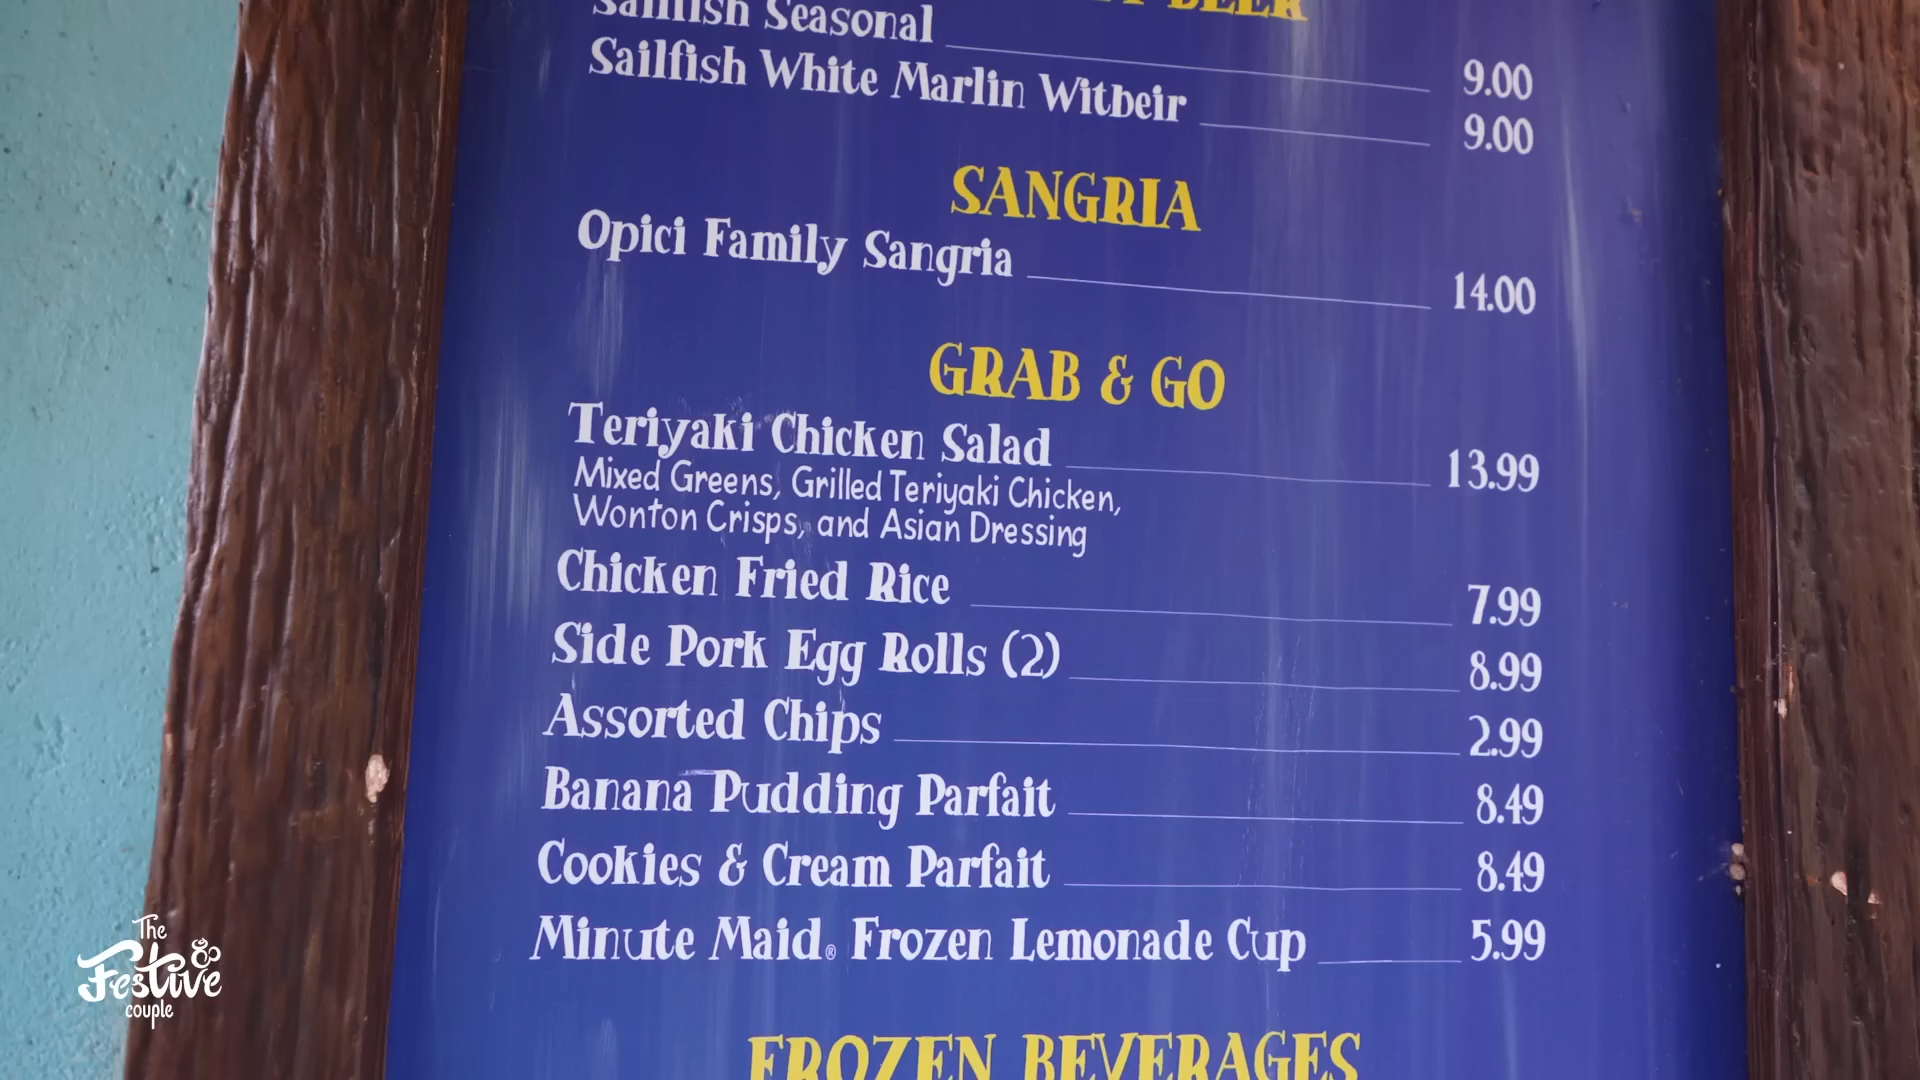 BEER
Sailfish Seasonal 9.00
Sailfish White Marlin Witbeir 9.00
SANGRIA
Opici Family Sangria 14.00
GRAB & GO
Teriyaki Chicken Salad 13.99
Mixed Greens, Grilled Teriyaki Chicken,
Wonton Crisps, and Asian Dressing
Chicken Fried Rice 7.99
Side Pork Egg Rolls (2) 8.99
Assorted Chips 2.99
Banana Pudding Parfait 8.49
Cookies & Cream Parfait 8.49
Minute Maid® Frozen Lemonade Cup 5.99
FROZEN BEVERAGES
The
Festive
couple